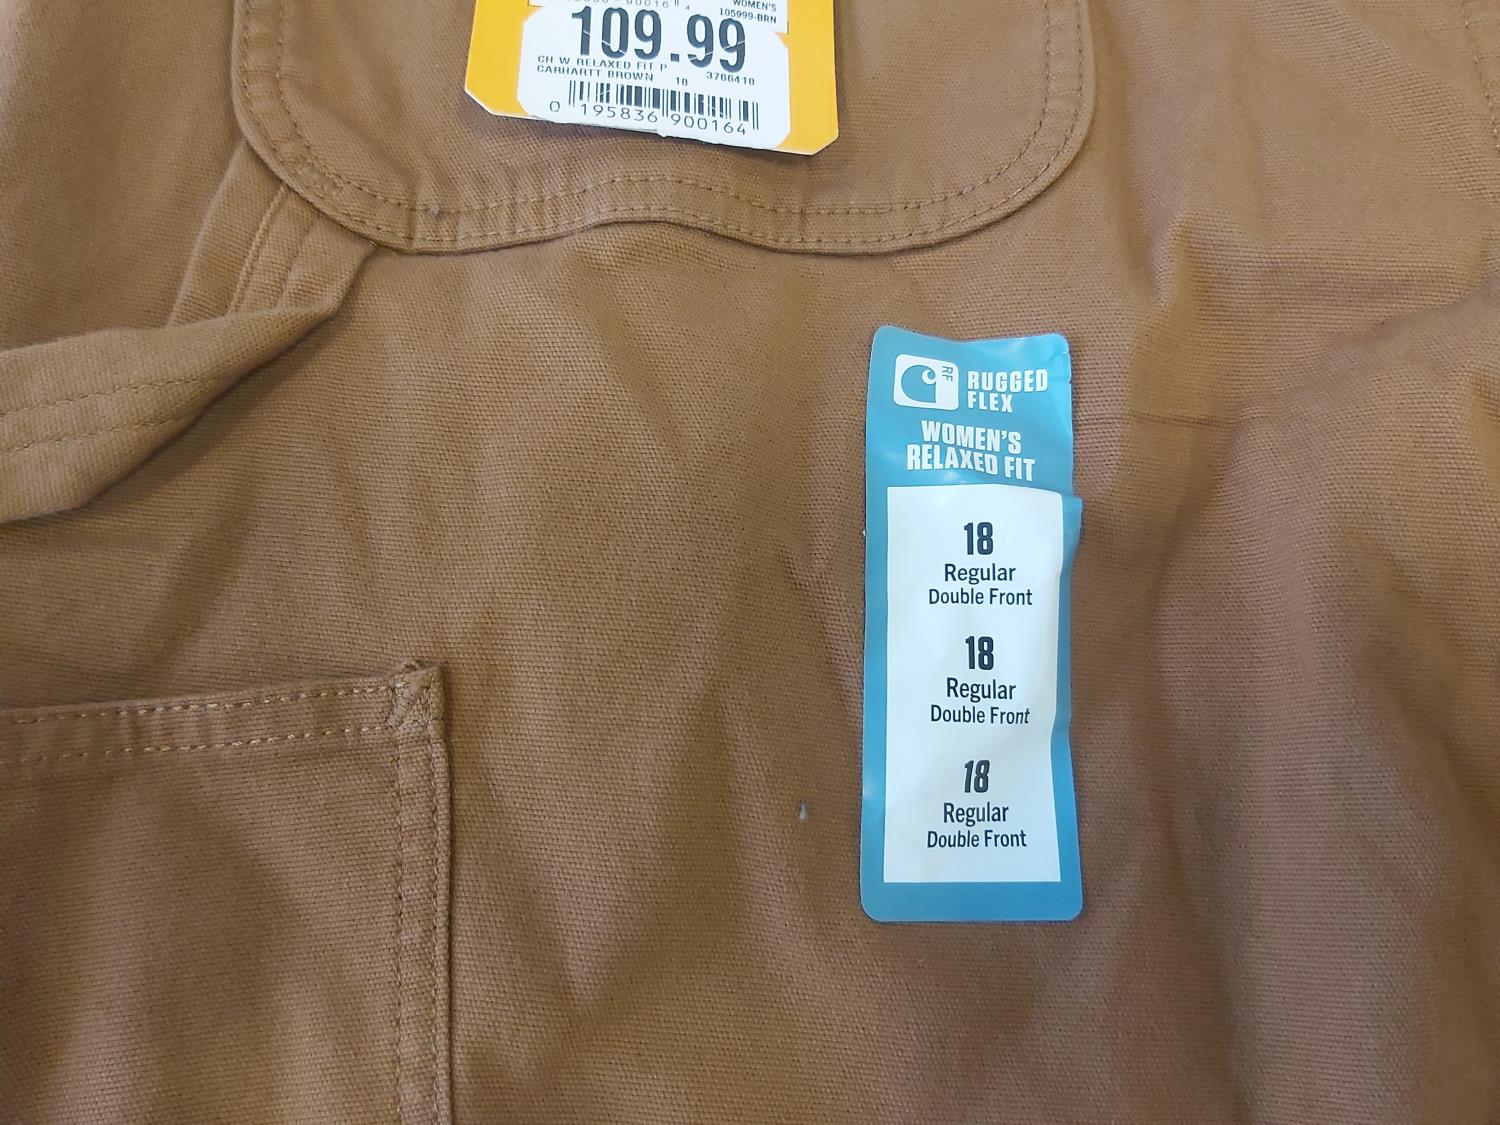 WOMEN'S
105999-BRN
109.99
CH W RELAXED FIT P 3766418
CARHARTT BROWN 18
0 195836 900164
RF
RUGGED
FLEX
WOMEN'S
RELAXED FIT
18
Regular
Double Front
18
Regular
Double Front
18
Regular
Double Front